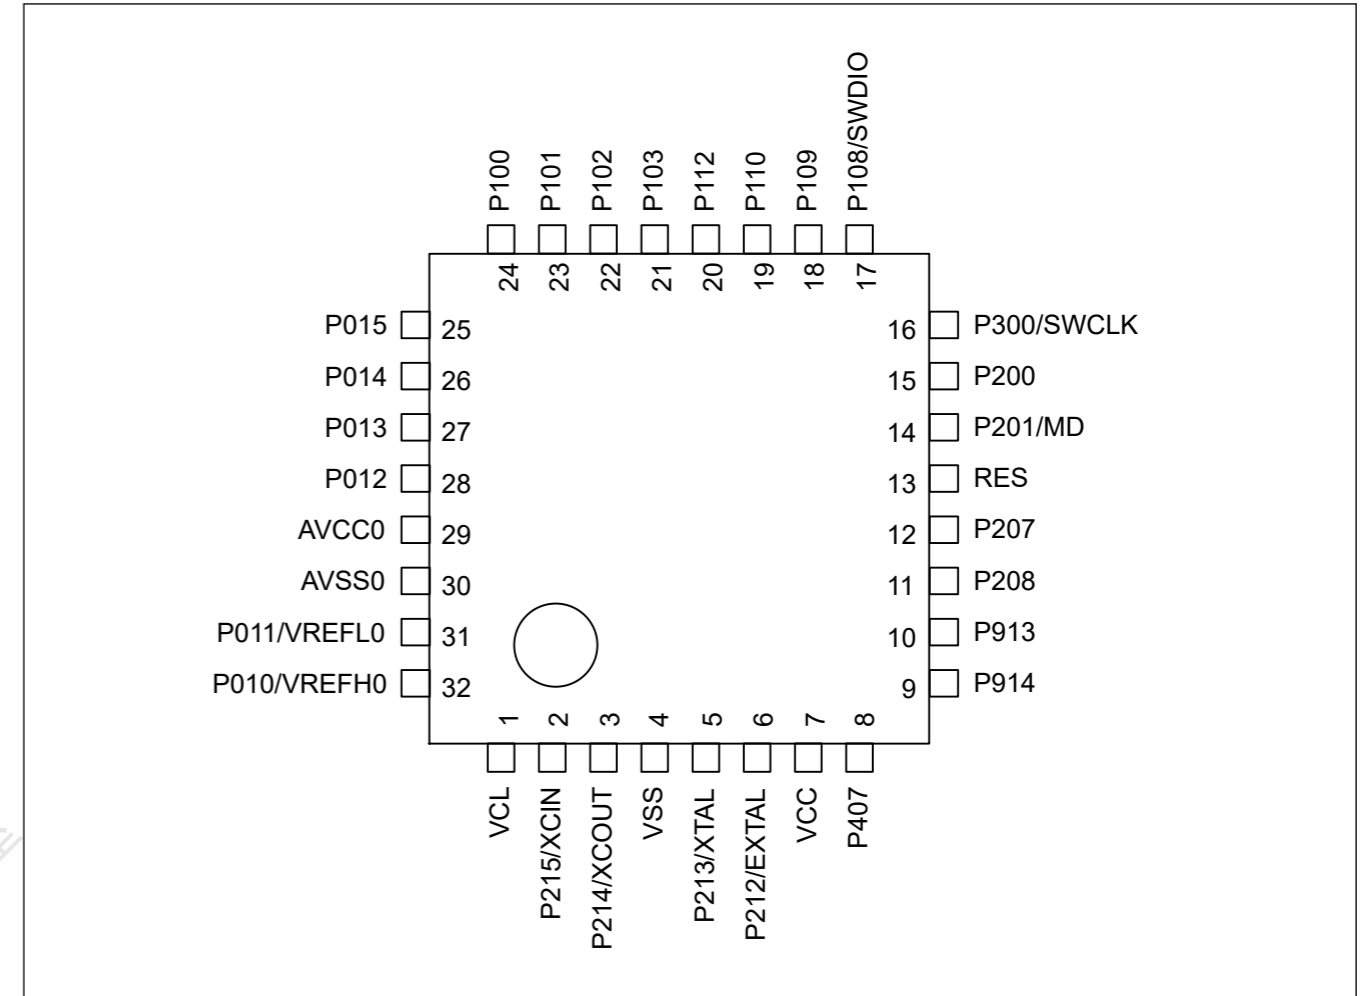 P100
P101
P102
P103
P112
P110
P109
P108/SWDIO
24
23
22
21
20
19
18
17
P015 25
P014 26
P013 27
P012 28
AVCC0 29
AVSS0 30
P011/VREFL0 31
P010/VREFH0 32
16 P300/SWCLK
15 P200
14 P201/MD
13 RES
12 P207
11 P208
10 P913
9 P914
1
2
3
4
5
6
7
8
VCL
P215/XCIN
P214/XCOUT
VSS
P213/XTAL
P212/EXTAL
VCC
P407